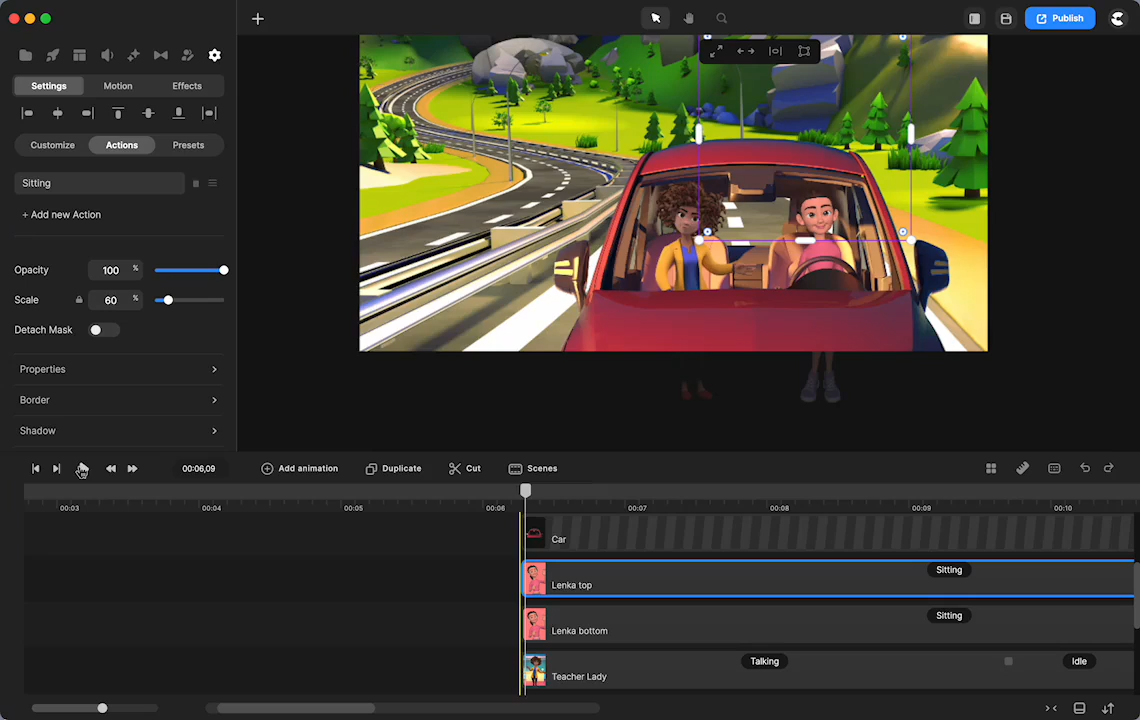 Publish
Settings Motion Effects
Customize Actions Presets
Sitting
+ Add new Action
Opacity 100 %
Scale 60 %
Detach Mask
Properties
Border
Shadow
00:06,09 Add animation Duplicate Cut Scenes
00:03 00:04 00:05 00:06 00:07 00:08 00:09 00:10
Car
Sitting
Lenka top
Sitting
Lenka bottom
Talking Idle
Teacher Lady